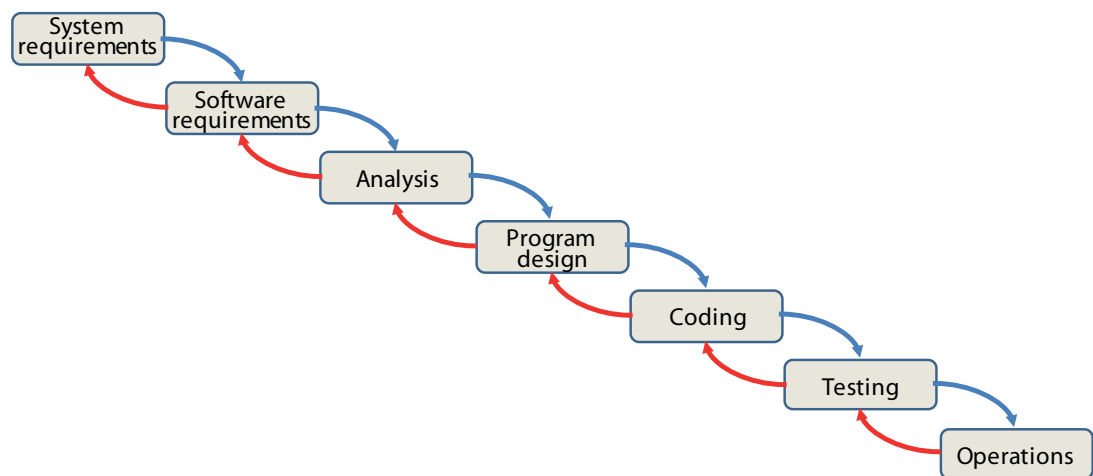 System
requirements
Software
requirements
Analysis
Program
design
Coding
Testing
Operations